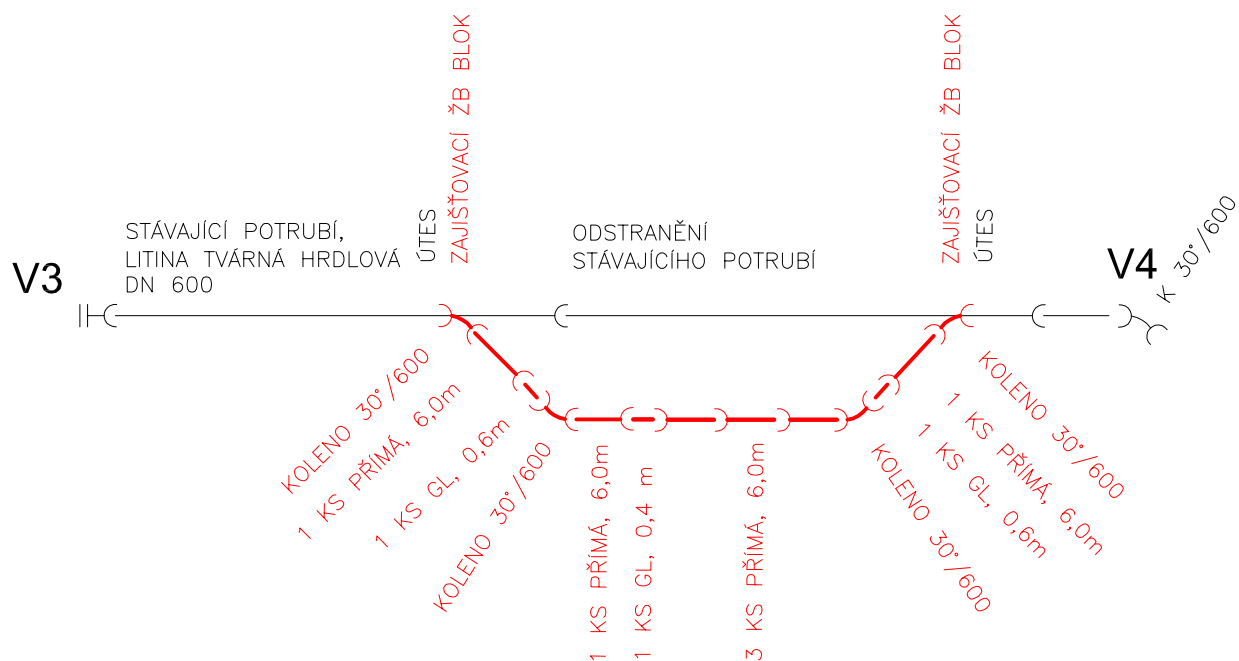 V3
STÁVAJÍCÍ POTRUBÍ,
LITINA TVÁRNÁ HRDLOVÁ
DN 600
ÚTES
ZAJIŠŤOVACÍ ŽB BLOK
ODSTRANĚNÍ
STÁVAJÍCÍHO POTRUBÍ
ZAJIŠŤOVACÍ ŽB BLOK
ÚTES
V4
K 30°/600
KOLENO 30°/600
1 KS PŘÍMÁ, 6,0m
1 KS GL, 0,6m
KOLENO 30°/600
1 KS PŘÍMÁ, 6,0m
1 KS GL, 0,4 m
3 KS PŘÍMÁ, 6,0m
KOLENO 30°/600
1 KS GL, 0,6m
1 KS PŘÍMÁ, 6,0m
KOLENO 30°/600